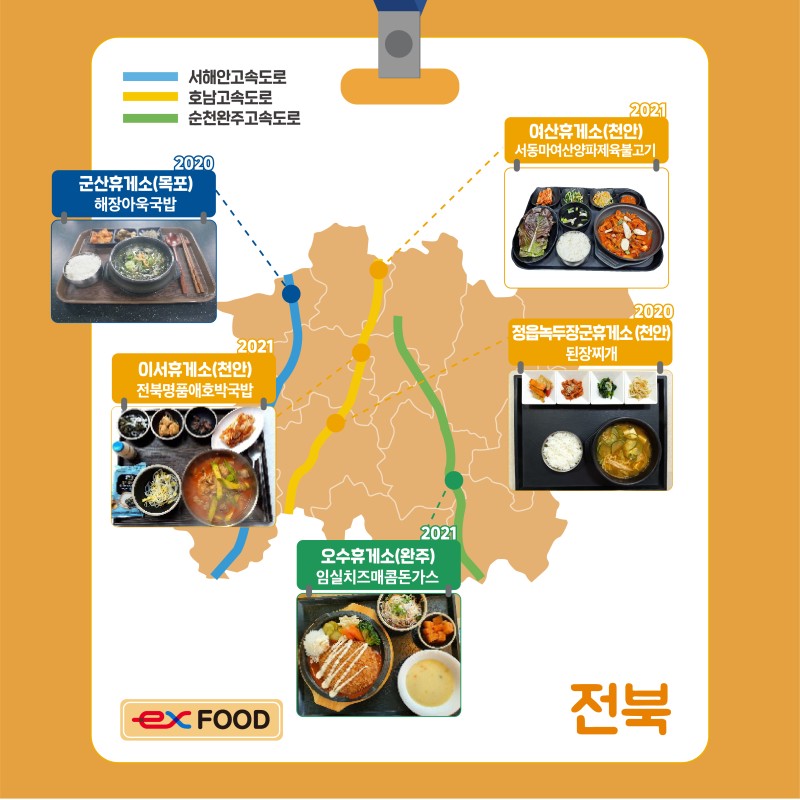 서해안고속도로
호남고속도로
순천완주고속도로
2021
여산휴게소(천안)
서동마여산양파제육불고기
2020
군산휴게소(목포)
해장아욱국밥
2020
정읍녹두장군휴게소(천안)
된장찌개
2021
이서휴게소(천안)
전북명품애호박국밥
2021
오수휴게소(완주)
임실치즈매콤돈가스
ex FOOD
전북